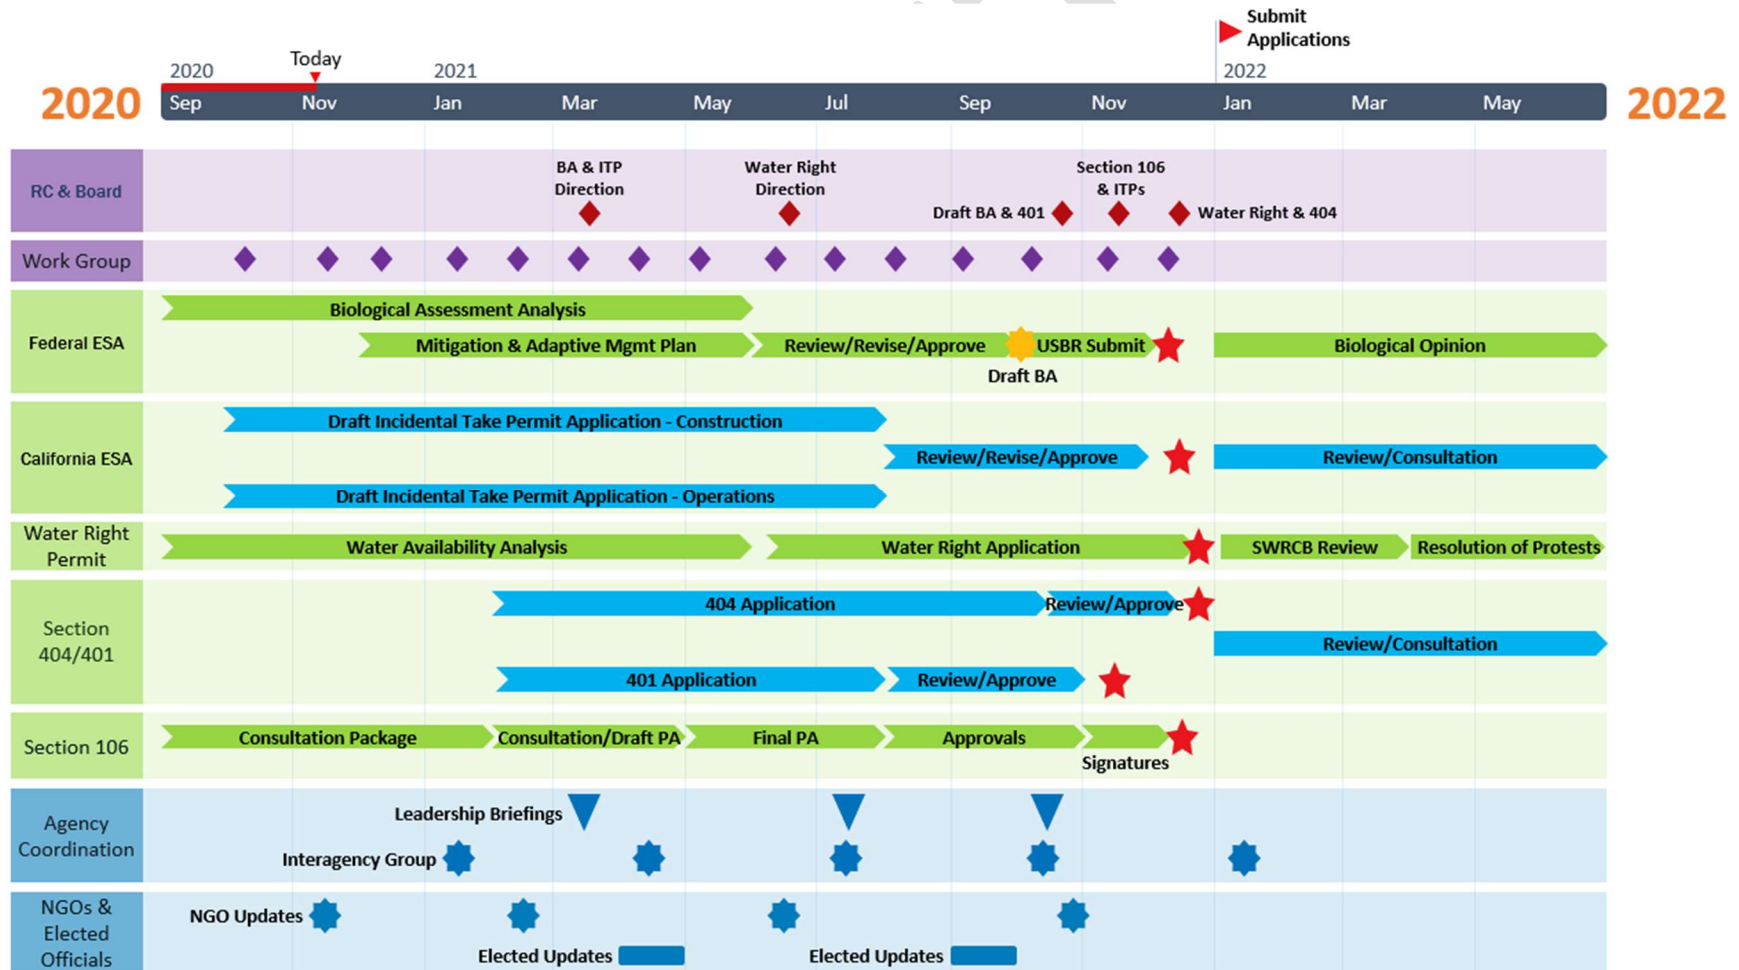 Submit
Applications
Today
2020
2021
2022
2020
Sep
Nov
Jan
Mar
May
Jul
Sep
Nov
Jan
Mar
May
2022
RC & Board
BA & ITP
Direction
Water Right
Direction
Draft BA & 401
Section 106
& ITPs
Water Right & 404
Work Group
Federal ESA
Biological Assessment Analysis
Mitigation & Adaptive Mgmt Plan
Review/Revise/Approve
USBR Submit
Biological Opinion
Draft BA
California ESA
Draft Incidental Take Permit Application - Construction
Review/Revise/Approve
Review/Consultation
Draft Incidental Take Permit Application - Operations
Water Right
Permit
Water Availability Analysis
Water Right Application
SWRCB Review
Resolution of Protests
Section
404/401
404 Application
Review/Approve
Review/Consultation
401 Application
Review/Approve
Section 106
Consultation Package
Consultation/Draft PA
Final PA
Approvals
Signatures
Agency
Coordination
Leadership Briefings
Interagency Group
NGOs &
Elected
Officials
NGO Updates
Elected Updates
Elected Updates